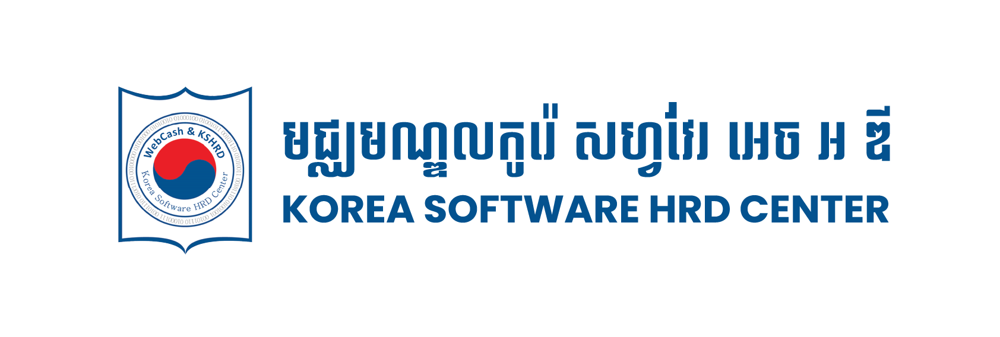 WebCash & KSHRD
Korea Software HRD Center
មជ្ឈមណ្ឌលកូរ៉េ សហ្វវែរ អេច អ ឌី
KOREA SOFTWARE HRD CENTER